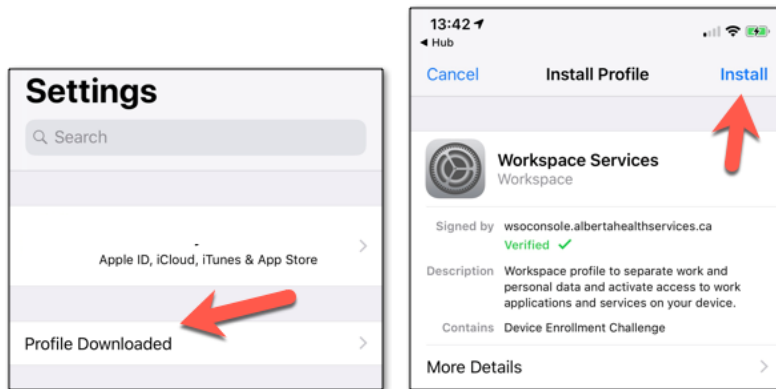 Settings
Search
Apple ID, iCloud, iTunes & App Store
Profile Downloaded
13:42
Hub
Cancel Install Profile Install
Workspace Services
Workspace
Signed by wsoconsole.albertahealthservices.ca
Verified
Description Workspace profile to separate work and
personal data and activate access to work
applications and services on your device.
Contains Device Enrollment Challenge
More Details